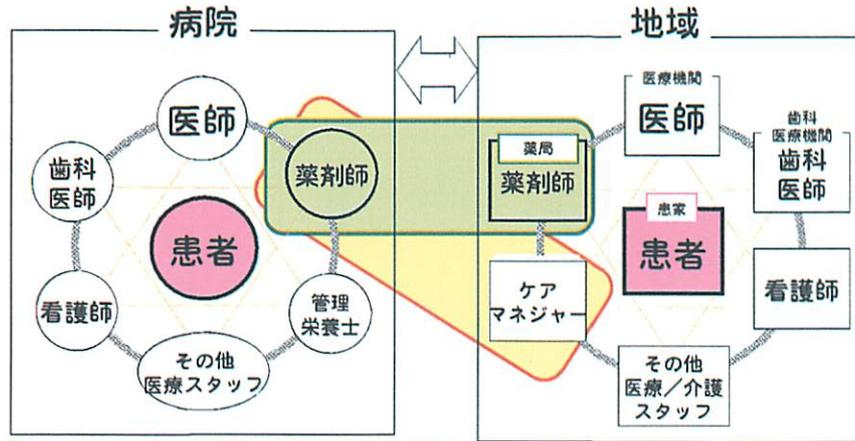 病院
医師
薬剤師
歯科
医師
患者
看護師
管理
栄養士
その他
医療スタッフ
地域
医療機関
医師
歯科
医療機関
歯科
医師
薬局
薬剤師
患家
患者
ケア
マネジャー
看護師
その他
医療／介護
スタッフ